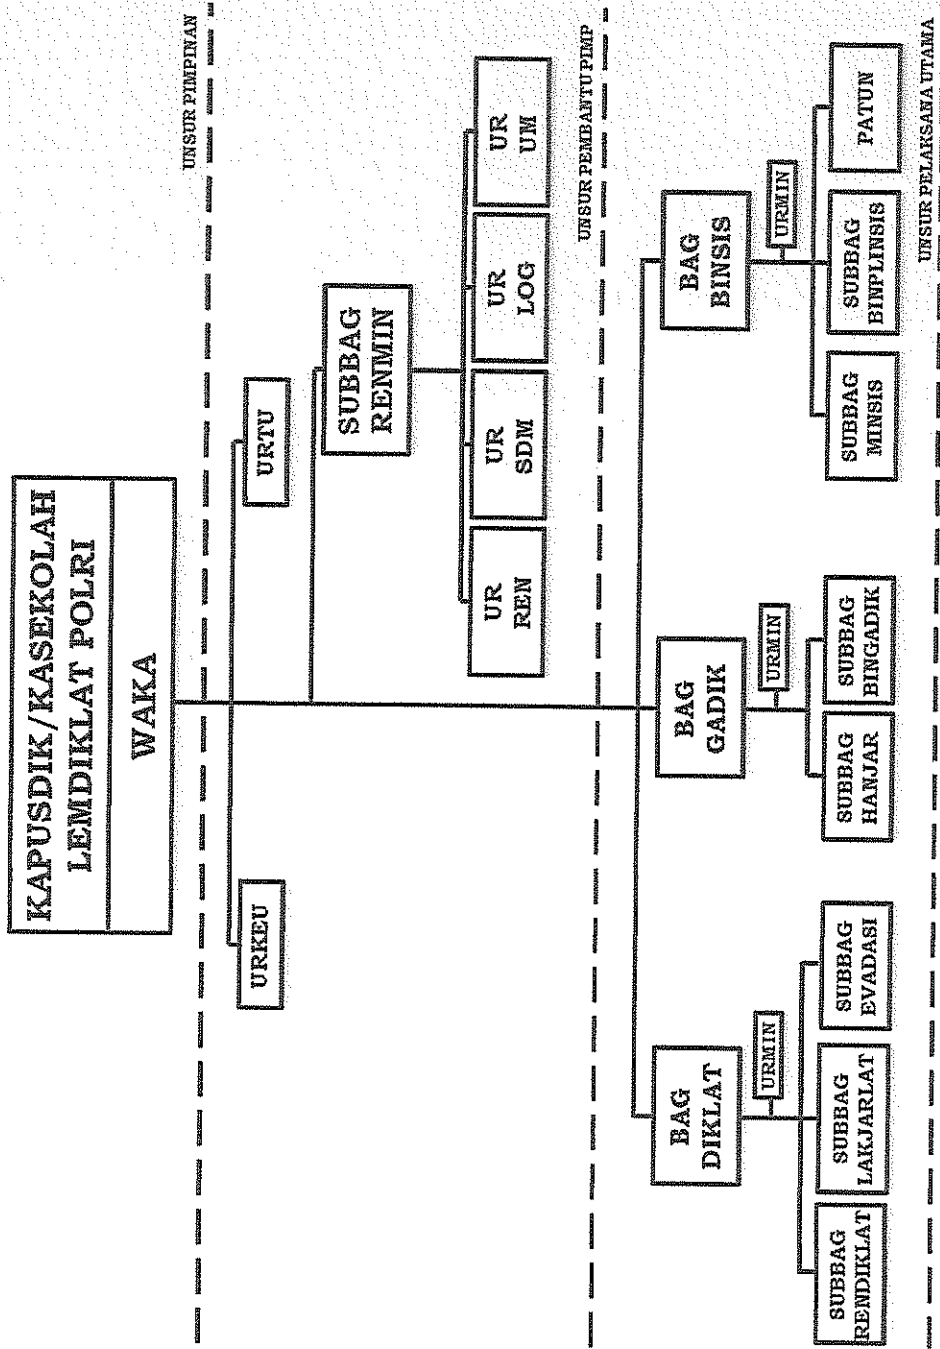 KAPUSDIK/KASEKOLAH
LEMDIKLAT POLRI
WAKA
UNSUR PIMPINAN
URKEU
URTU
SUBBAG
RENMIN
UR
REN
UR
SDM
UR
LOG
UR
UM
UNSUR PEMBANTU PIMP
BAG
DIKLAT
BAG
GADIK
BAG
BINSIS
URMIN
URMIN
URMIN
SUBBAG
RENDIKLAT
SUBBAG
LAKJARLAT
SUBBAG
EVADASI
SUBBAG
HANJAR
SUBBAG
BINGADIK
SUBBAG
MINSIS
SUBBAG
BINPLINSIS
PATUN
UNSUR PELAKSANA UTAMA